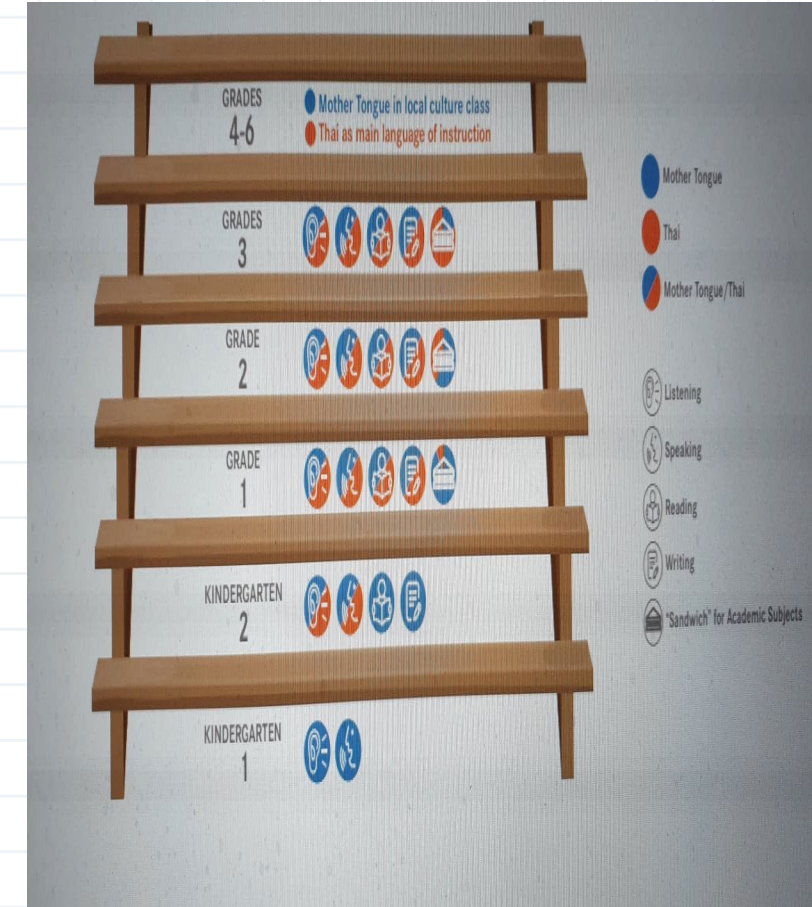 GRADES
4-6
Mother Tongue in local culture class
Thai as main language of instruction
GRADES
3
GRADE
2
GRADE
1
KINDERGARTEN
2
KINDERGARTEN
1
Mother Tongue
Thai
Mother Tongue/Thai
Listening
Speaking
Reading
Writing
"Sandwich" for Academic Subjects